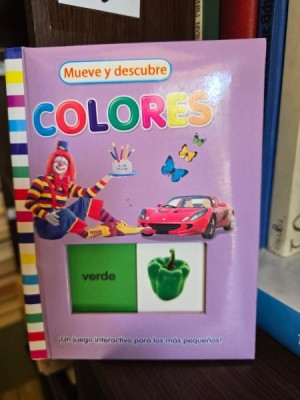 Mueve y descubre
COLORES
verde
¡Un juego interactivo para los más pequeños!